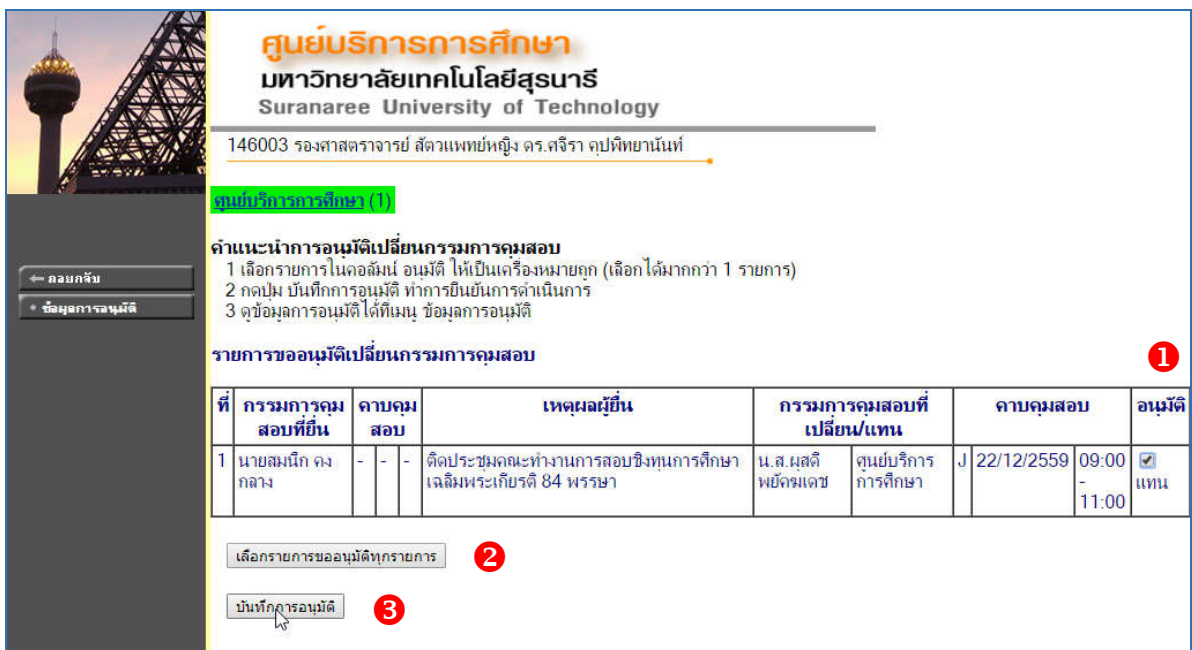 ศูนย์บริการการศึกษา
มหาวิทยาลัยเทคโนโลยีสุรนารี
Suranaree University of Technology
146003 รองศาสตราจารย์ สัตวแพทย์หญิง ดร.ศจีรา คุปพิทยานันท์
ศูนย์บริการการศึกษา (1)
คำแนะนำการอนุมัติเปลี่ยนกรรมการคุมสอบ
← ถอยกลับ
1 เลือกรายการในคอลัมน์ อนุมัติ ให้เป็นเครื่องหมายถูก (เลือกได้มากกว่า 1 รายการ)
2 กดปุ่ม บันทึกการอนุมัติ ทำการยืนยันการดำเนินการ
• ข้อมูลการอนุมัติ
3 ดูข้อมูลการอนุมัติได้ที่เมนู ข้อมูลการอนุมัติ
รายการขออนุมัติเปลี่ยนกรรมการคุมสอบ 1
ที่ กรรมการคุม คาบคุม เหตุผลผู้ยื่น กรรมการคุมสอบที่ คาบคุมสอบ อนุมัติ
สอบที่ยื่น สอบ เปลี่ยน/แทน
1 นายสมนึก คง - - - ติดประชุมคณะทำงานการสอบชิงทุนการศึกษา น.ส.ผุสดี ศูนย์บริการ J 22/12/2559 09:00
กลาง เฉลิมพระเกียรติ 84 พรรษา พยัคฆเดช การศึกษา - แทน
11:00
เลือกรายการขออนุมัติทุกรายการ 2
บันทึกการอนุมัติ 3